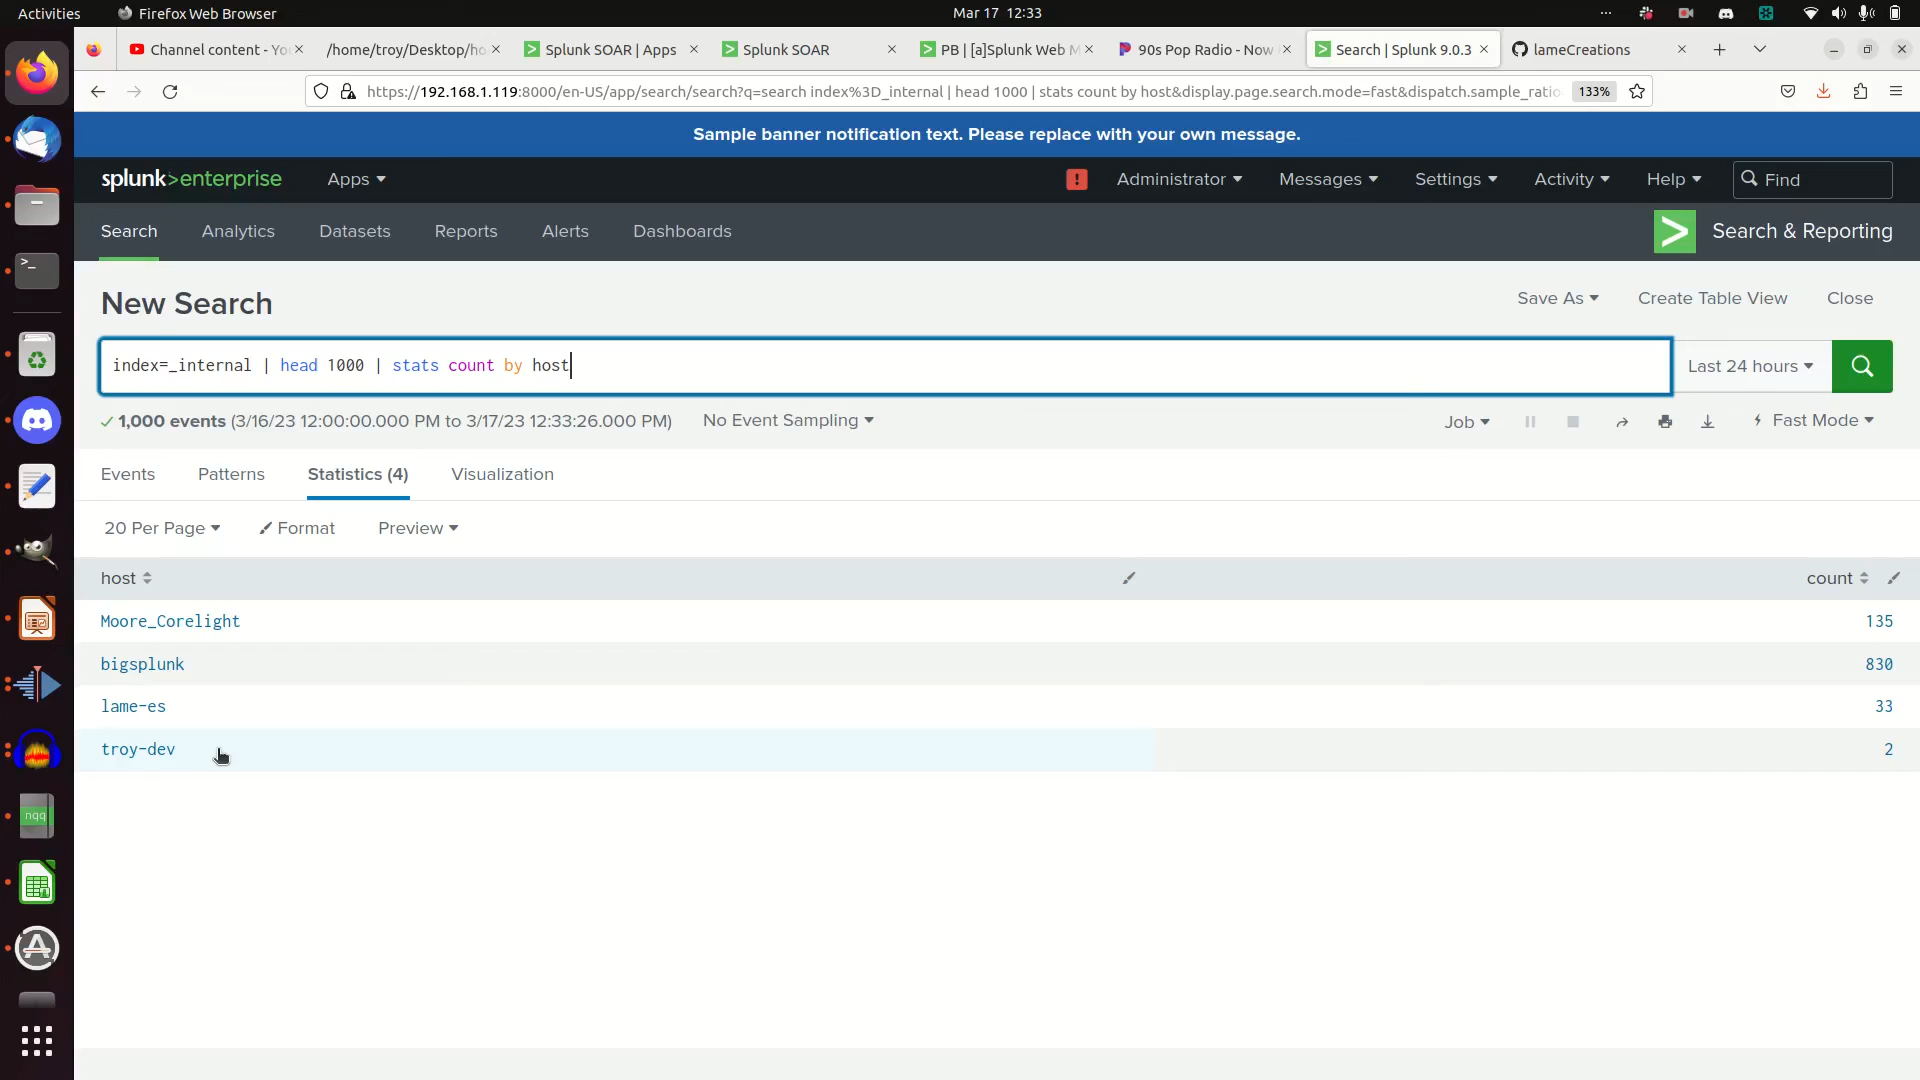 Activities Firefox Web Browser Mar 17 12:33
Channel content - Yo /home/troy/Desktop/ho Splunk SOAR | Apps Splunk SOAR PB | [a]Splunk Web M 90s Pop Radio - Now Search | Splunk 9.0.3 lameCreations
https://192.168.1.119:8000/en-US/app/search/search?q=search index%3D_internal | head 1000 | stats count by host&display.page.search.mode=fast&dispatch.sample_ratio 133%
Sample banner notification text. Please replace with your own message.
splunk>enterprise Apps Administrator Messages Settings Activity Help Find
Search Analytics Datasets Reports Alerts Dashboards Search & Reporting
New Search Save As Create Table View Close
index=_internal | head 1000 | stats count by host Last 24 hours
1,000 events (3/16/23 12:00:00.000 PM to 3/17/23 12:33:26.000 PM) No Event Sampling Job Fast Mode
Events Patterns Statistics (4) Visualization
20 Per Page Format Preview
host count
Moore_Corelight 135
bigsplunk 830
lame-es 33
troy-dev 2
nqq